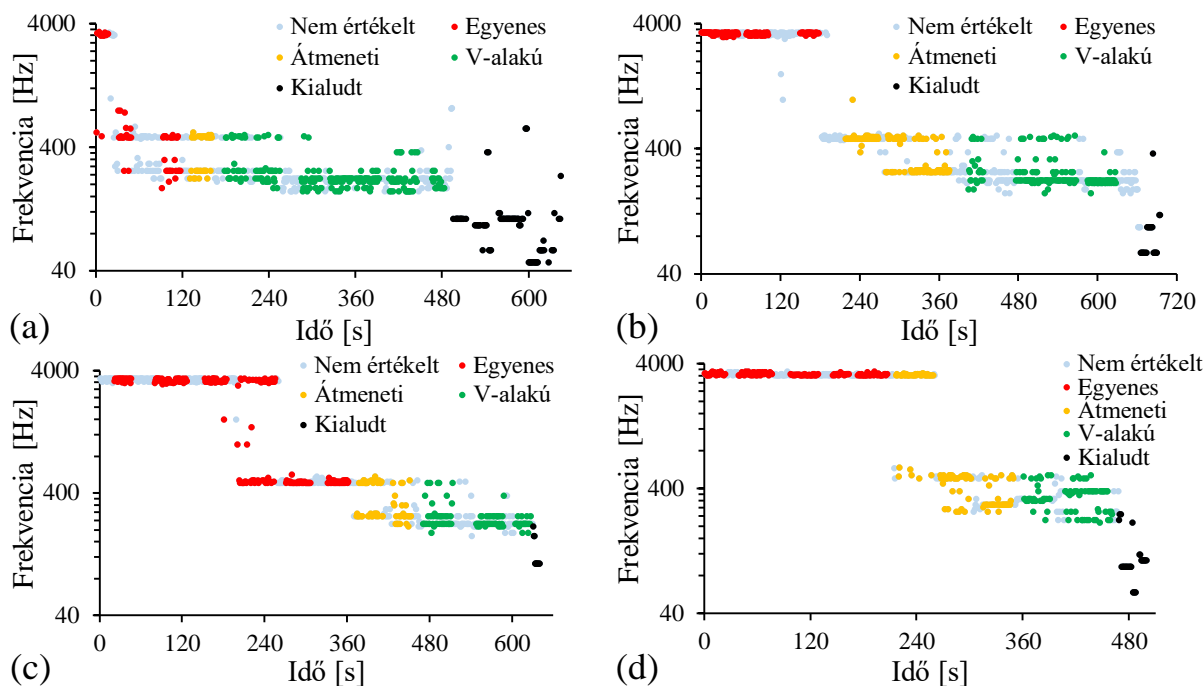 Frekvencia [Hz]
4000
400
40
Nem értékelt
Egyenes
Átmeneti
V-alakú
Kialudt
0
120
240
360
480
600
Idő [s]
(a)
Frekvencia [Hz]
4000
400
40
Nem értékelt
Egyenes
Átmeneti
V-alakú
Kialudt
0
120
240
360
480
600
720
Idő [s]
(b)
Frekvencia [Hz]
4000
400
40
Nem értékelt
Egyenes
Átmeneti
V-alakú
Kialudt
0
120
240
360
480
600
Idő [s]
(c)
Frekvencia [Hz]
4000
400
40
Nem értékelt
Egyenes
Átmeneti
V-alakú
Kialudt
0
120
240
360
480
Idő [s]
(d)